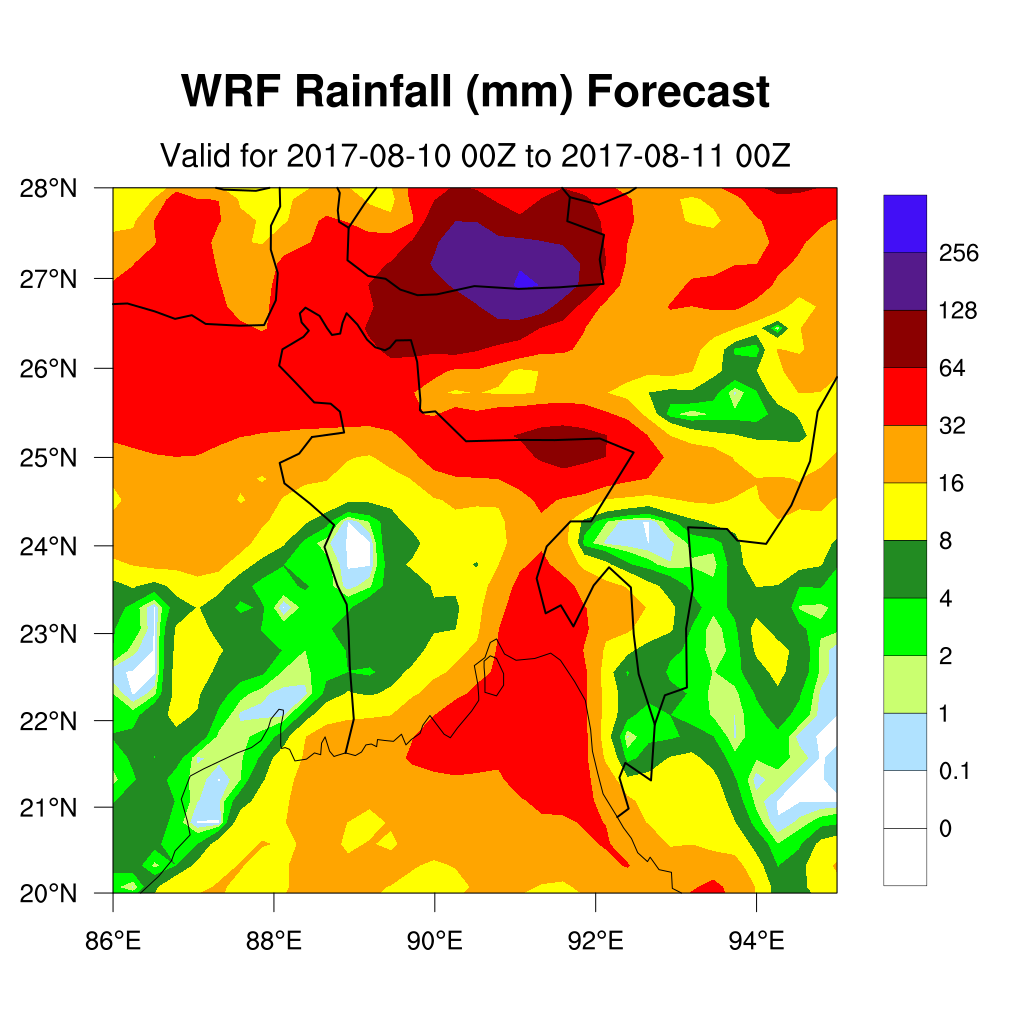 WRF Rainfall (mm) Forecast
Valid for 2017-08-10 00Z to 2017-08-11 00Z
28°N
27°N
26°N
25°N
24°N
23°N
22°N
21°N
20°N
86°E 88°E 90°E 92°E 94°E
256
128
64
32
16
8
4
2
1
0.1
0